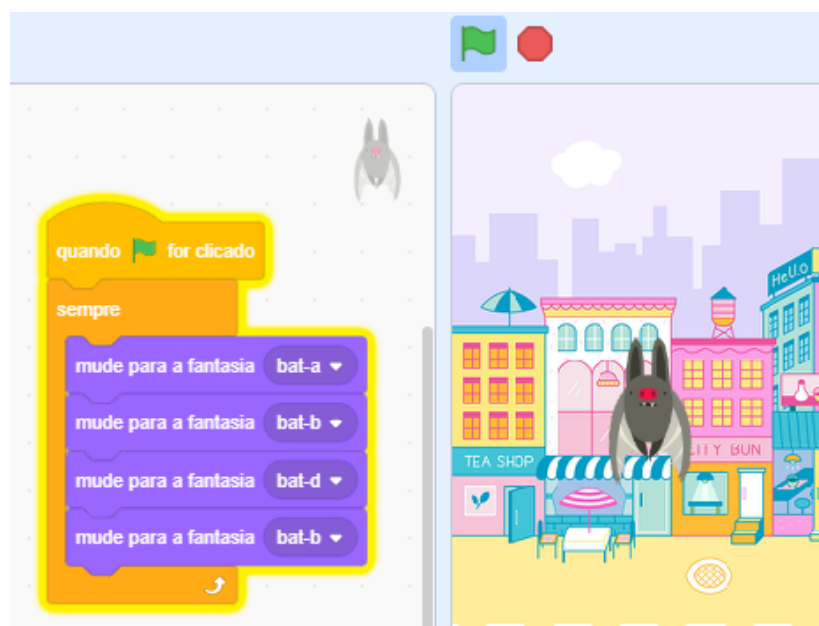 quando for clicado
sempre
mude para a fantasia bat-a
mude para a fantasia bat-b
mude para a fantasia bat-d
mude para a fantasia bat-b
Hello
TEA SHOP
CITY BUN